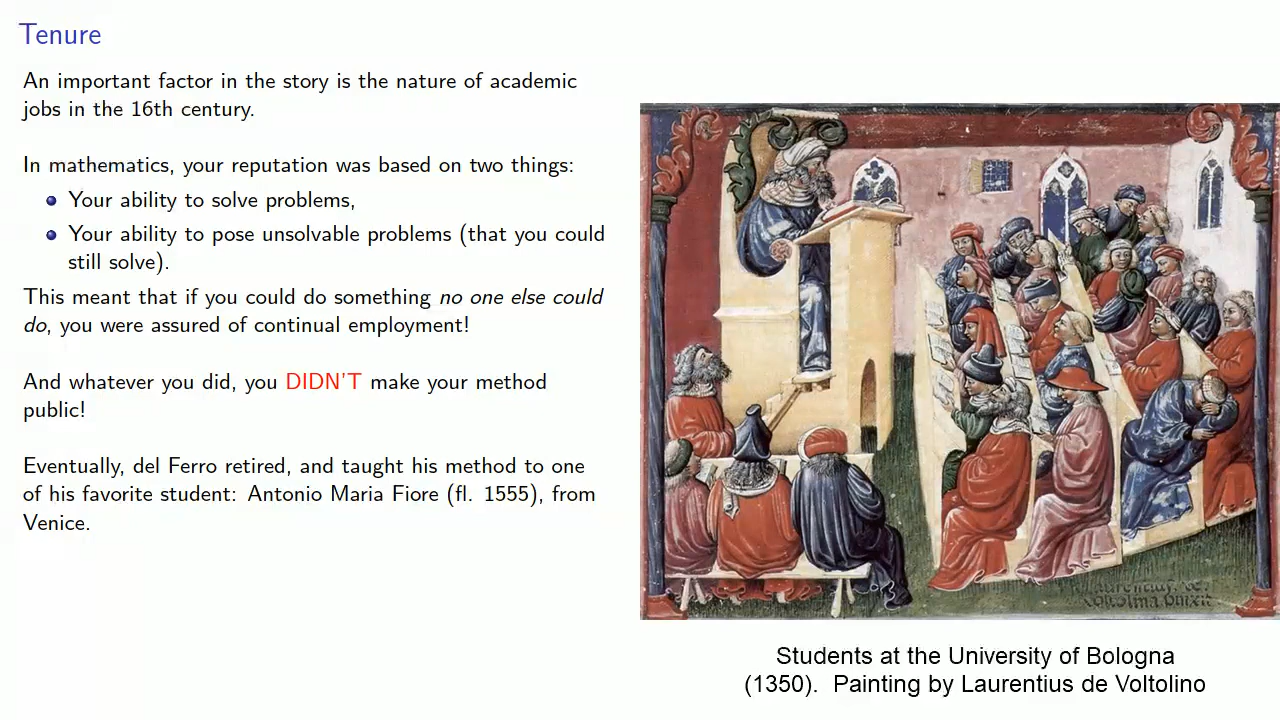 Tenure
An important factor in the story is the nature of academic
jobs in the 16th century.
In mathematics, your reputation was based on two things:
Your ability to solve problems,
Your ability to pose unsolvable problems (that you could
still solve).
This meant that if you could do something no one else could
do, you were assured of continual employment!
And whatever you did, you DIDN'T make your method
public!
Eventually, del Ferro retired, and taught his method to one
of his favorite student: Antonio Maria Fiore (fl. 1555), from
Venice.
Students at the University of Bologna
(1350). Painting by Laurentius de Voltolino